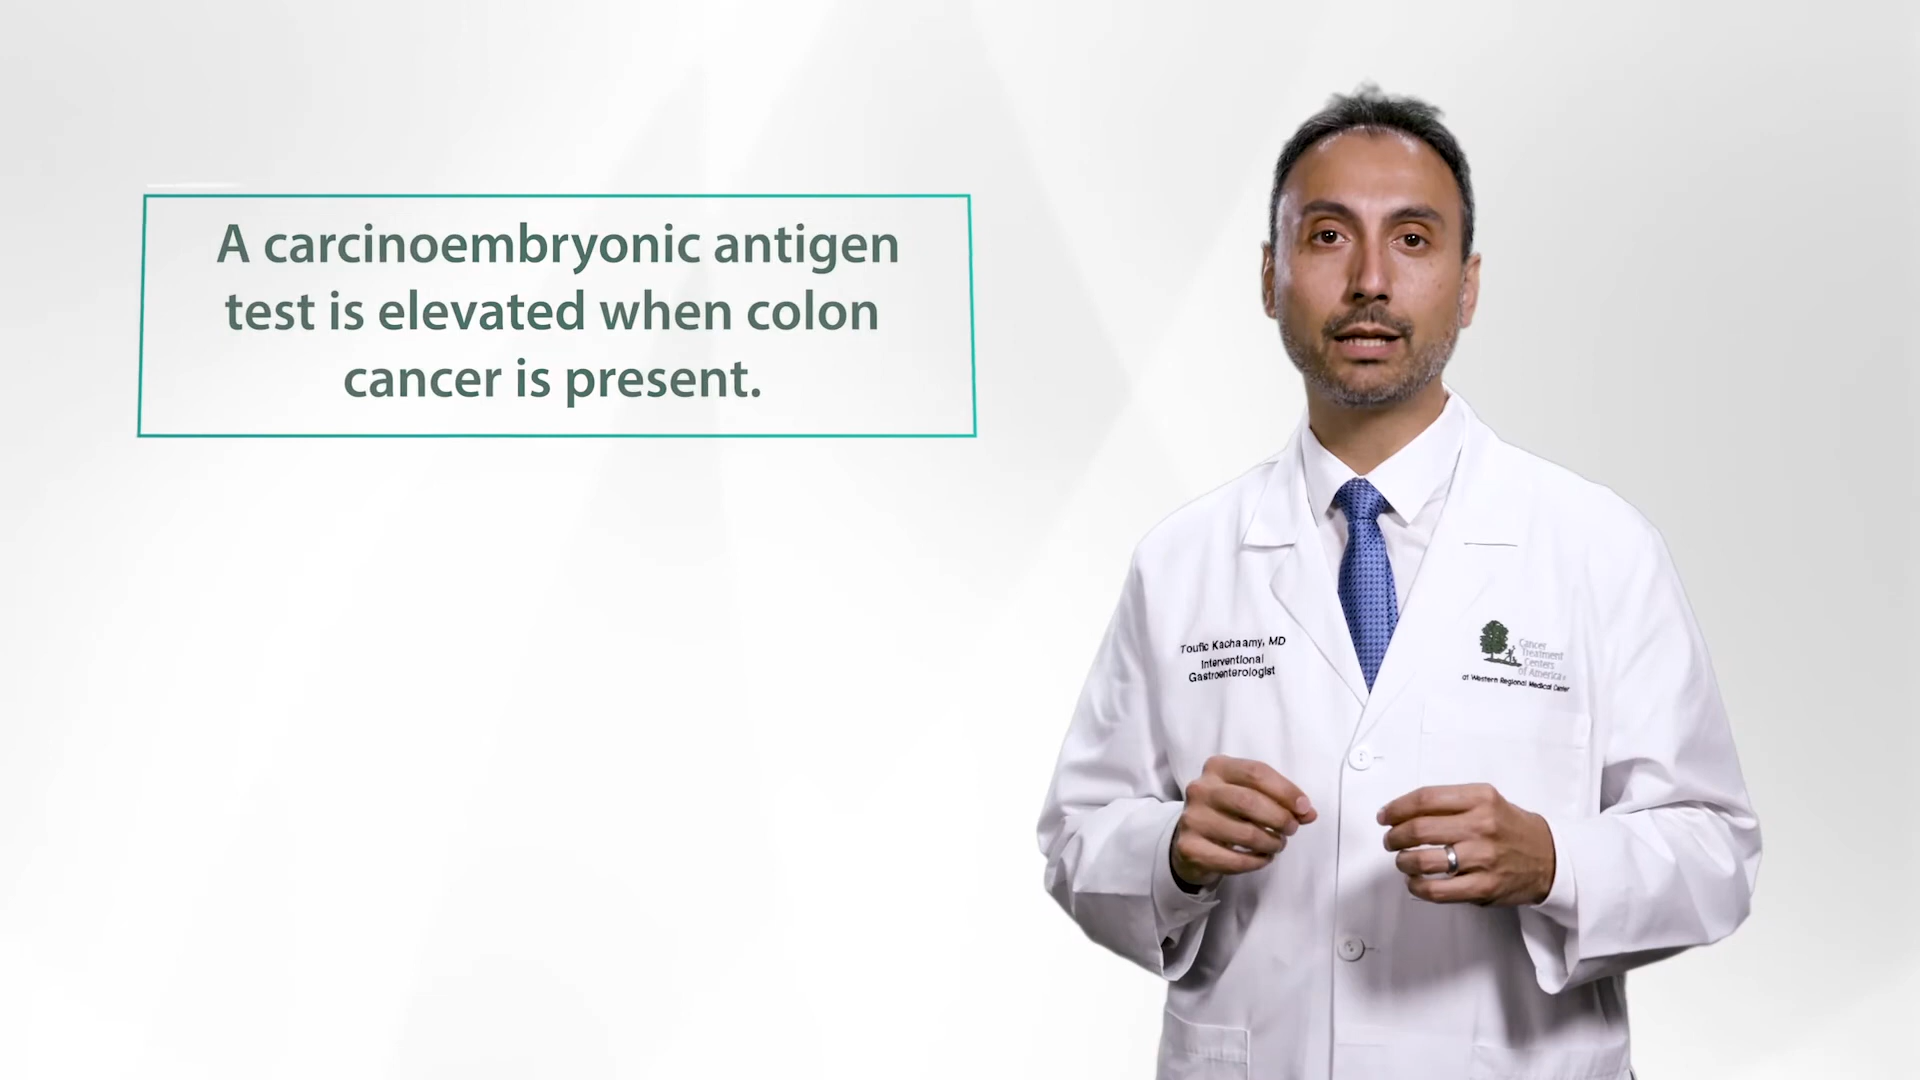 A carcinoembryonic antigen
test is elevated when colon
cancer is present.
Toufic Kachaamy, MD
Interventional
Gastroenterologist
Cancer
Treatment
Centers
of America
at Western Regional Medical Center